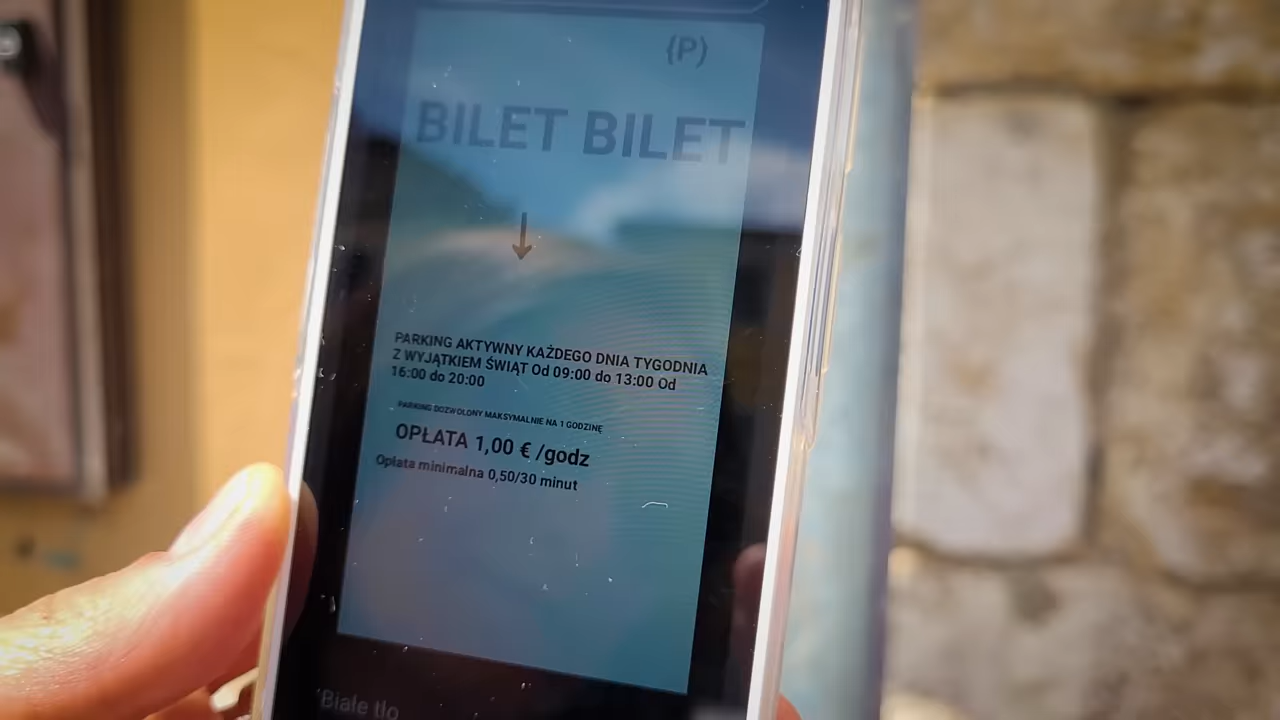 (P)
BILET BILET
PARKING AKTYWNY KAŻDEGO DNIA TYGODNIA
Z WYJĄTKIEM ŚWIĄT Od 09:00 do 13:00 Od
16:00 do 20:00
PARKING DOZWOLONY MAKSYMALNIE NA 1 GODZINĘ
OPŁATA 1,00 € /godz
Opłata minimalna 0,50/30 minut
"Białe tło